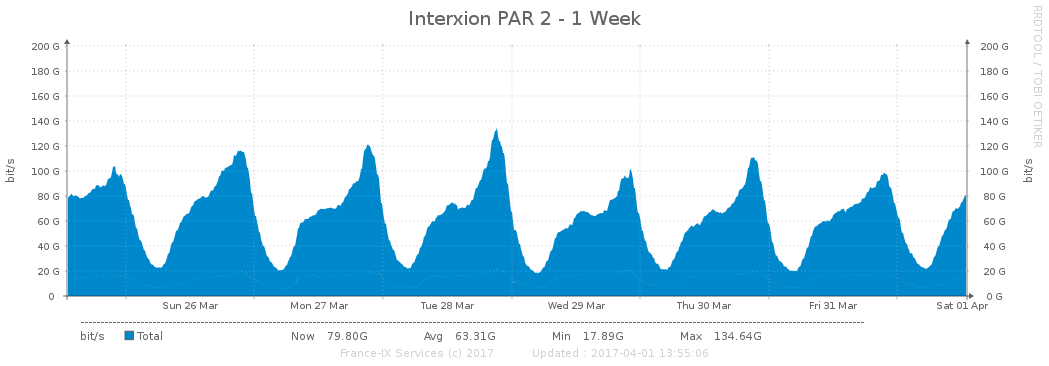 Interxion PAR 2 - 1 Week
RRDTOOL / TOBI OETIKER
200 G 200 G
180 G 180 G
160 G 160 G
140 G 140 G
120 G 120 G
100 G 100 G
80 G 80 G
60 G 60 G
40 G 40 G
20 G 20 G
0 0 G
bit/s bit/s
Sun 26 Mar Mon 27 Mar Tue 28 Mar Wed 29 Mar Thu 30 Mar Fri 31 Mar Sat 01 Apr
bit/s Total Now 79.80G Avg 63.31G Min 17.89G Max 134.64G
France-IX Services (c) 2017 Updated : 2017-04-01 13:55:06